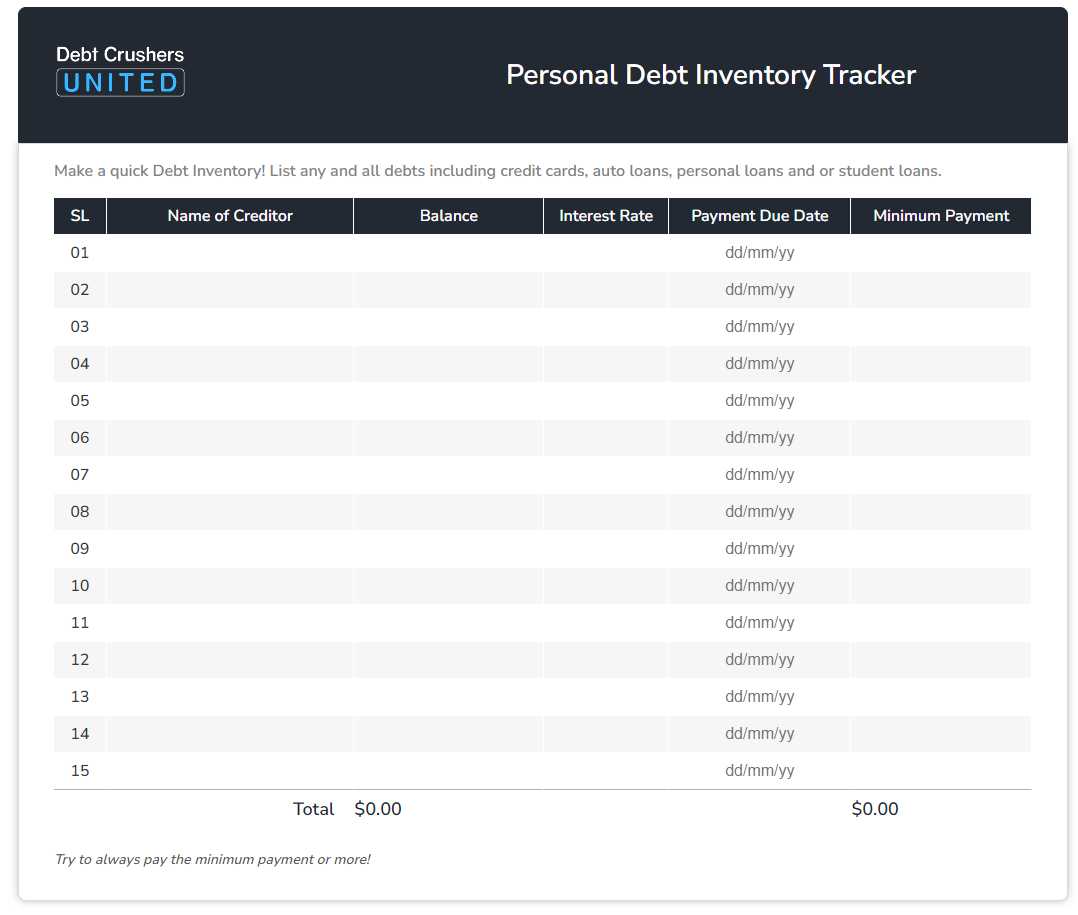 Debt Crushers
UNITED
Personal Debt Inventory Tracker
Make a quick Debt Inventory! List any and all debts including credit cards, auto loans, personal loans and or student loans.
SL Name of Creditor Balance Interest Rate Payment Due Date Minimum Payment
01 dd/mm/yy
02 dd/mm/yy
03 dd/mm/yy
04 dd/mm/yy
05 dd/mm/yy
06 dd/mm/yy
07 dd/mm/yy
08 dd/mm/yy
09 dd/mm/yy
10 dd/mm/yy
11 dd/mm/yy
12 dd/mm/yy
13 dd/mm/yy
14 dd/mm/yy
15 dd/mm/yy
Total $0.00 $0.00
Try to always pay the minimum payment or more!